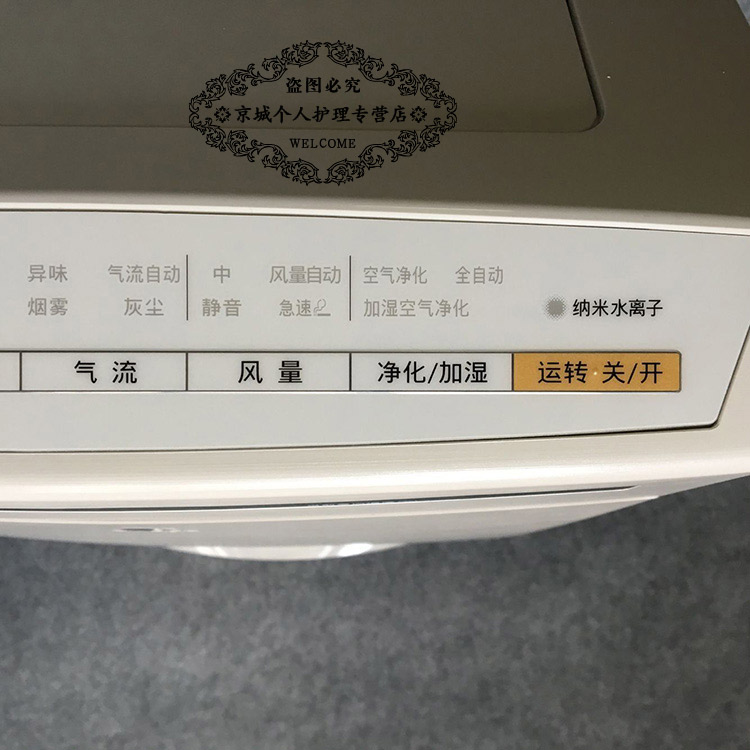 盗图必究
京城个人护理专营店
WELCOME
异味 气流自动 中 风量自动 空气净化 全自动
烟雾 灰尘 静音 急速 加湿空气净化 纳米水离子
气流 风量 净化/加湿 运转·关/开